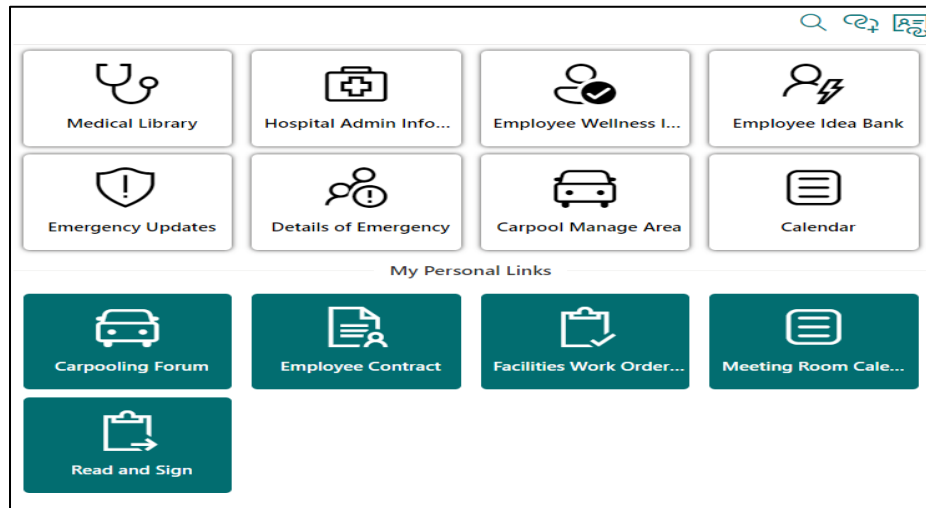 Medical Library
Hospital Admin Info...
Employee Wellness I...
Employee Idea Bank
Emergency Updates
Details of Emergency
Carpool Manage Area
Calendar
My Personal Links
Carpooling Forum
Employee Contract
Facilities Work Order...
Meeting Room Cale...
Read and Sign